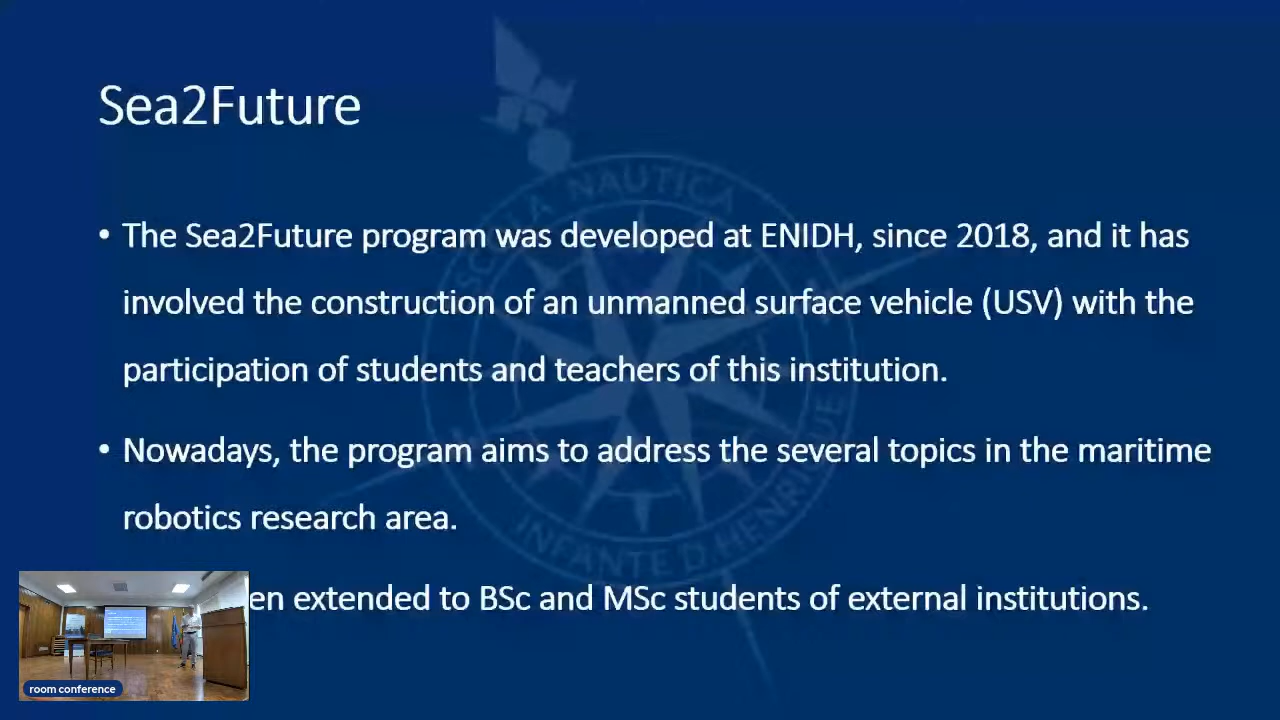 Sea2Future
• The Sea2Future program was developed at ENIDH, since 2018, and it has
involved the construction of an unmanned surface vehicle (USV) with the
participation of students and teachers of this institution.
• Nowadays, the program aims to address the several topics in the maritime
robotics research area.
en extended to BSc and MSc students of external institutions.
room conference
NAUTICA
INFANTE D. HENRIQUE